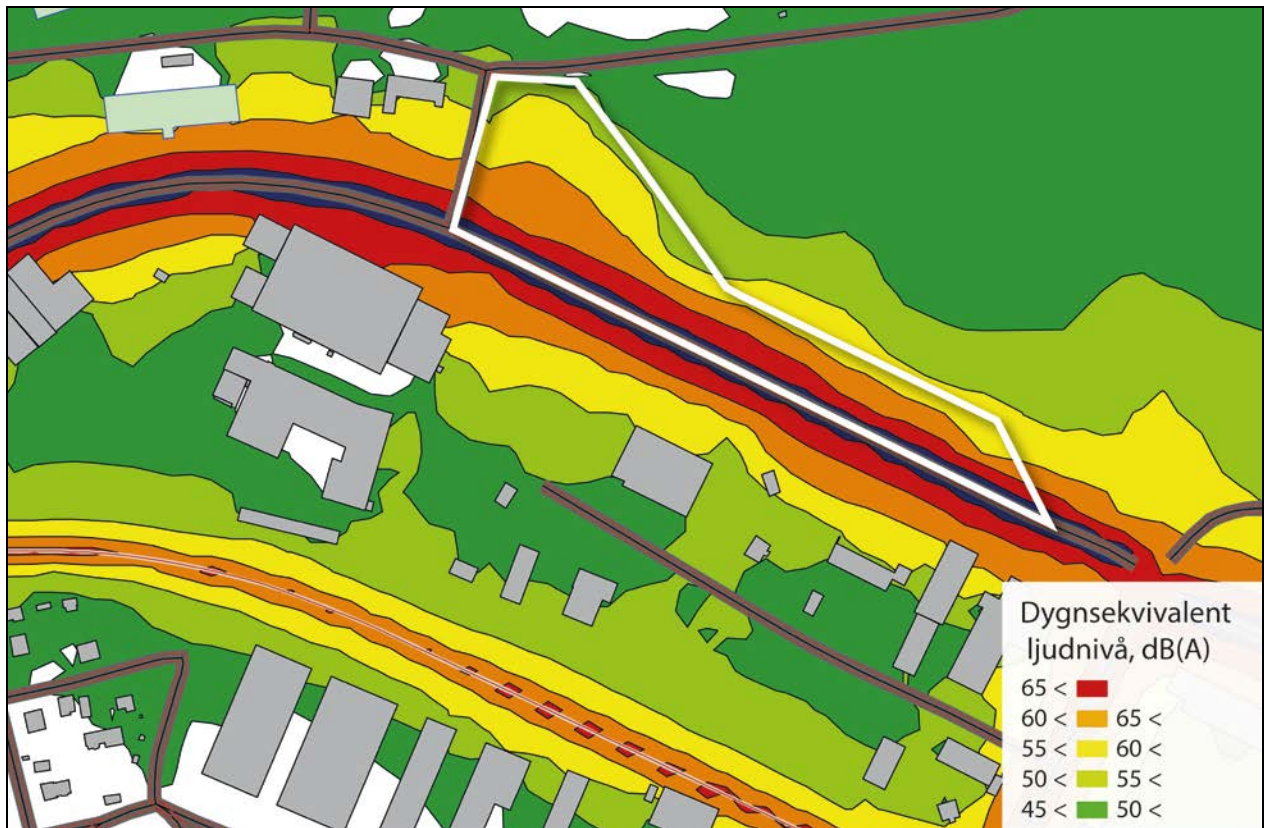 Dygnsekvivalent
ljudnivå, dB(A)
65 <
60 < 65 <
55 < 60 <
50 < 55 <
45 < 50 <